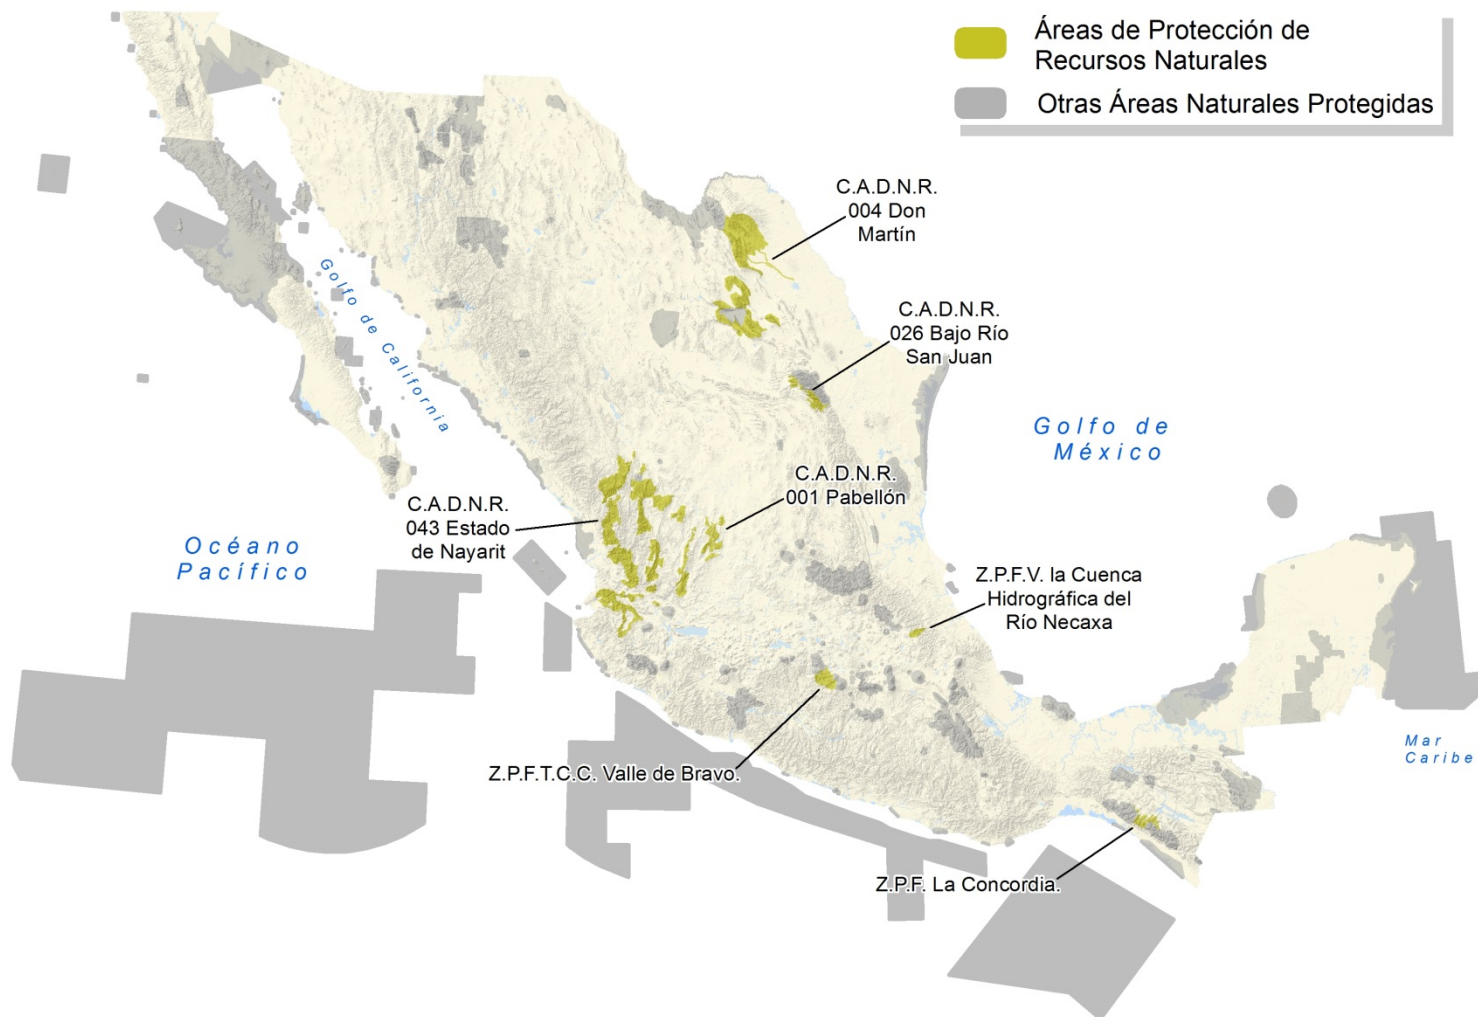 Áreas de Protección de
Recursos Naturales
Otras Áreas Naturales Protegidas
C.A.D.N.R.
004 Don
Martín
Golfo de California
C.A.D.N.R.
026 Bajo Río
San Juan
Golfo de
México
C.A.D.N.R.
001 Pabellón
C.A.D.N.R.
043 Estado
de Nayarit
Océano
Pacífico
Z.P.F.V. la Cuenca
Hidrográfica del
Río Necaxa
Mar
Caribe
Z.P.F.T.C.C. Valle de Bravo.
Z.P.F. La Concordia.